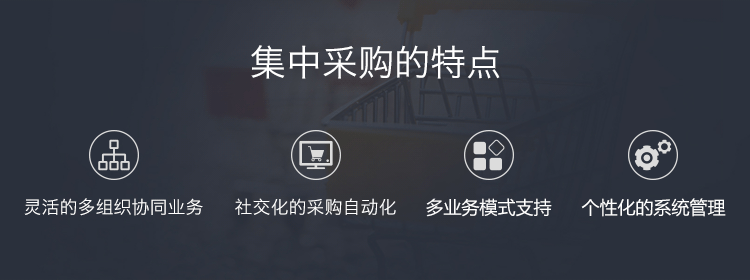 集中采购的特点
灵活的多组织协同业务
社交化的采购自动化
多业务模式支持
个性化的系统管理